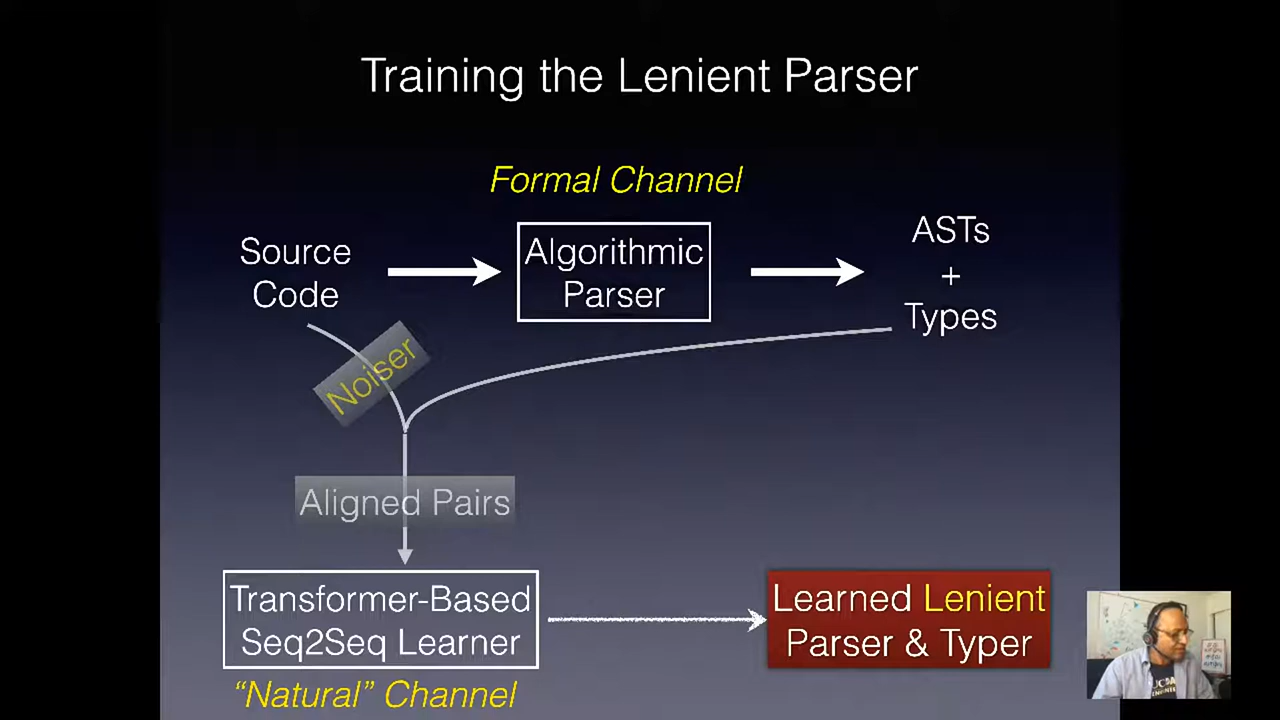 Training the Lenient Parser
Formal Channel
Source
Code
Algorithmic
Parser
ASTs
+
Types
Noiser
Aligned Pairs
Transformer-Based
Seq2Seq Learner
"Natural" Channel
Learned Lenient
Parser & Typer